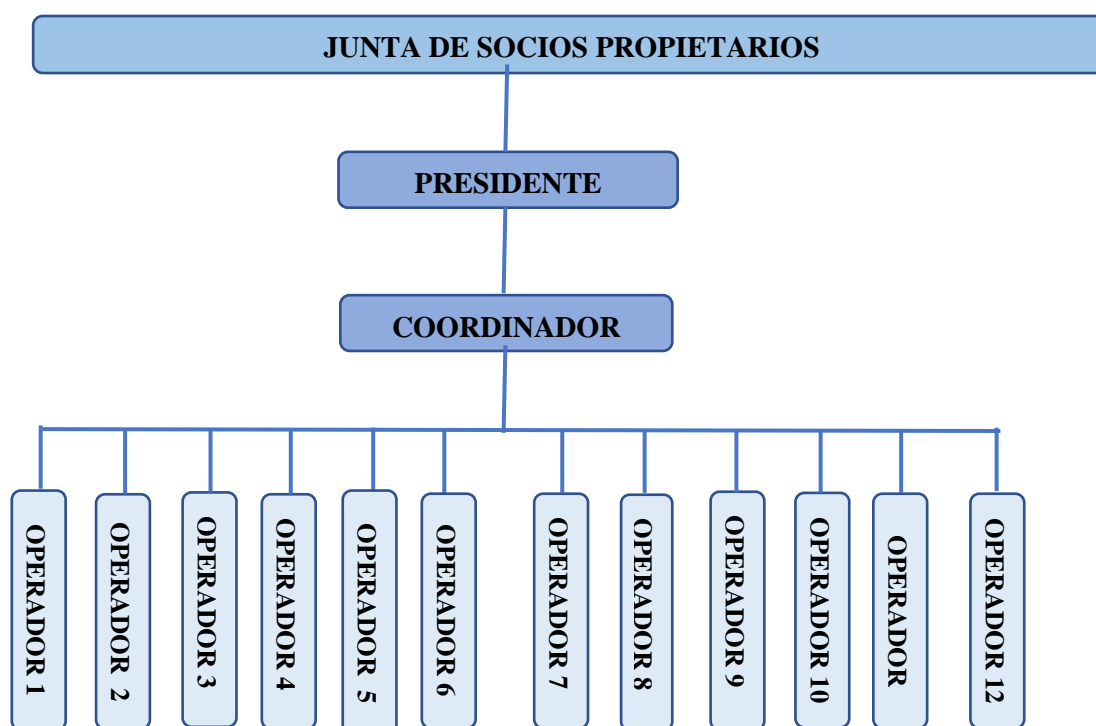 JUNTA DE SOCIOS PROPIETARIOS
PRESIDENTE
COORDINADOR
OPERADOR 1
OPERADOR 2
OPERADOR 3
OPERADOR 4
OPERADOR 5
OPERADOR 6
OPERADOR 7
OPERADOR 8
OPERADOR 9
OPERADOR 10
OPERADOR
OPERADOR 12